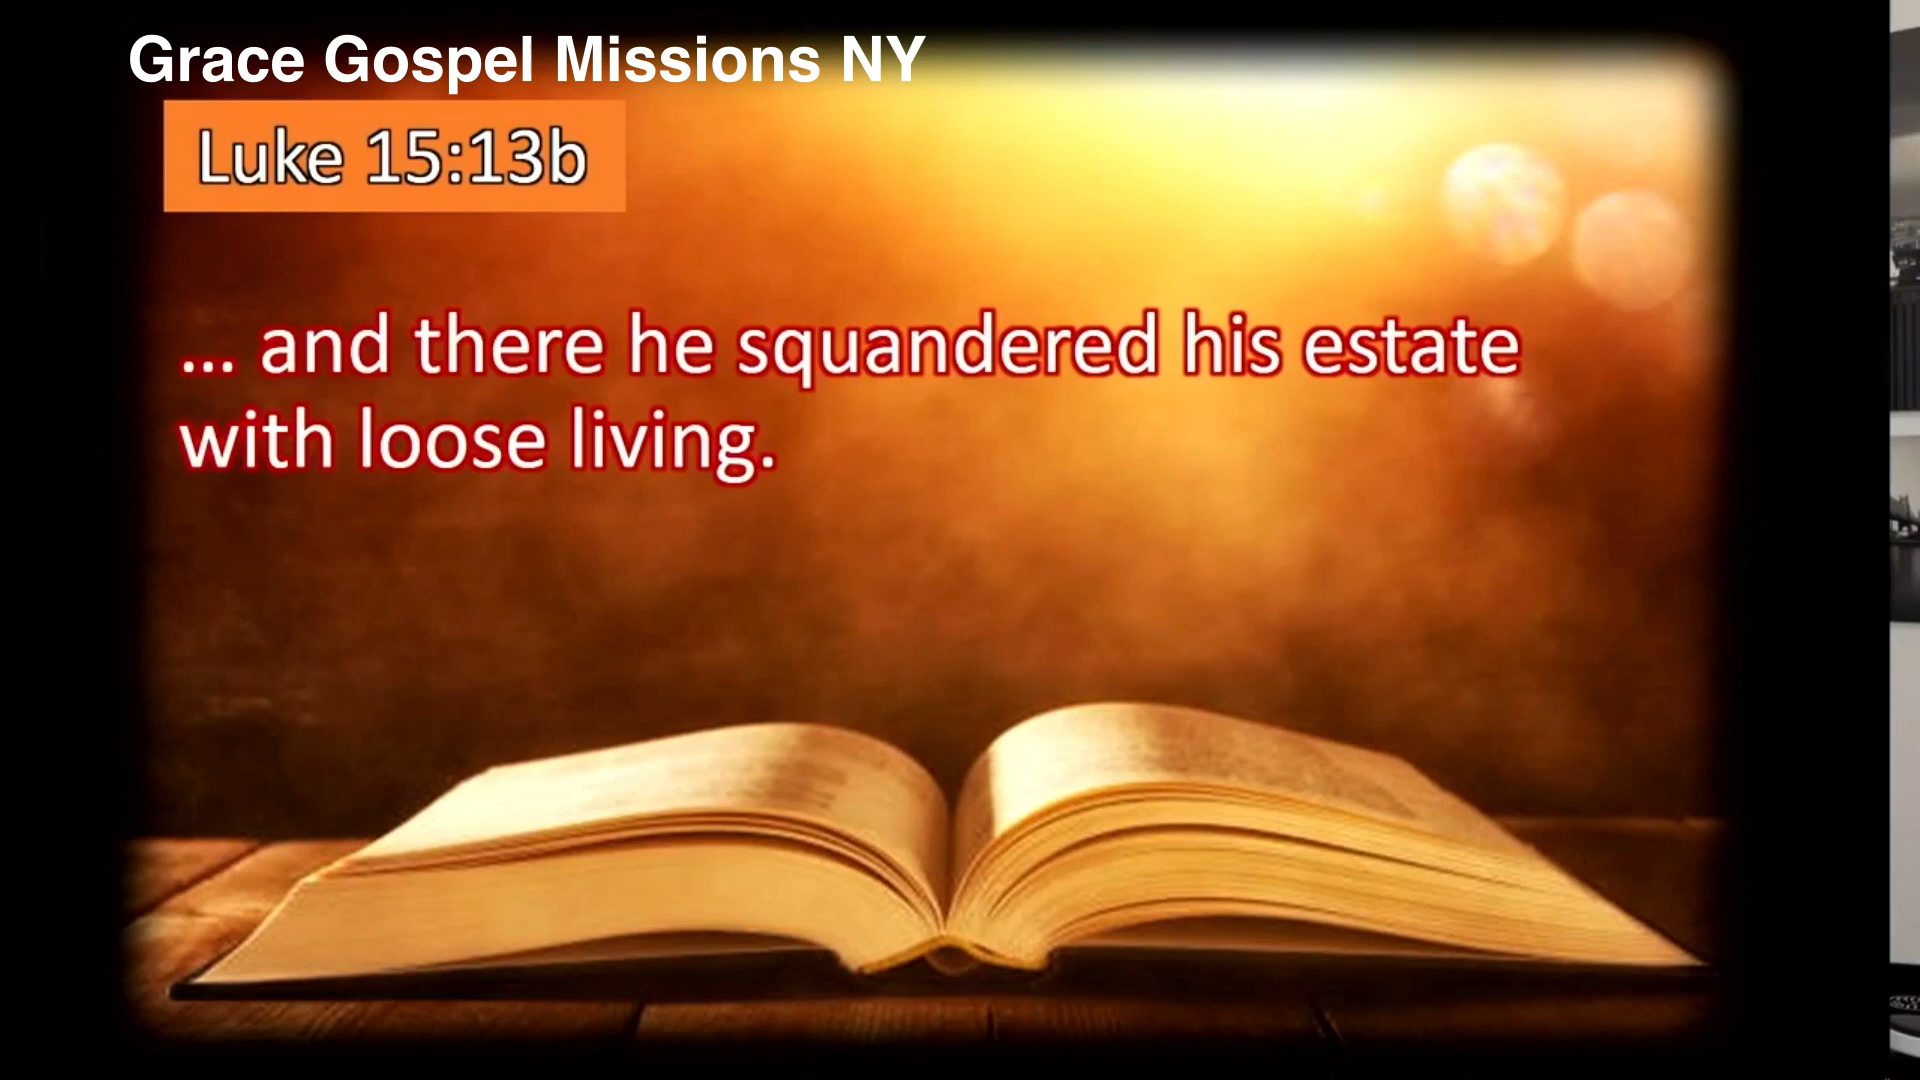 Grace Gospel Missions NY
Luke 15:13b
... and there he squandered his estate
with loose living.